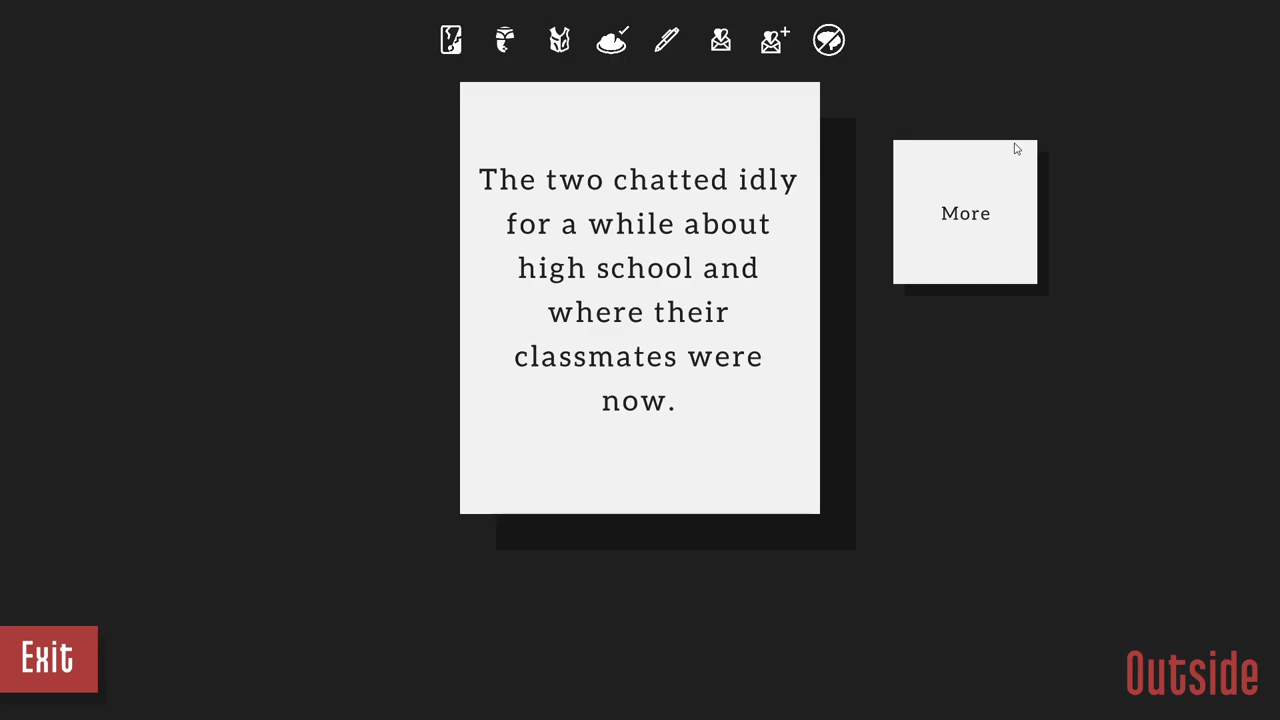 The two chatted idly
for a while about
high school and
where their
classmates were
now.
More
Exit
Outside